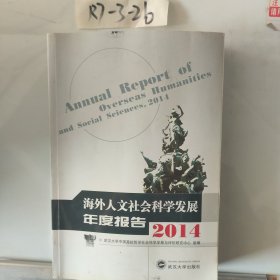 R7-3-26
Annual Report of
Overseas Humanities
and Social Sciences, 2014
海外人文社会科学发展
年度报告 2014
武汉大学出版社